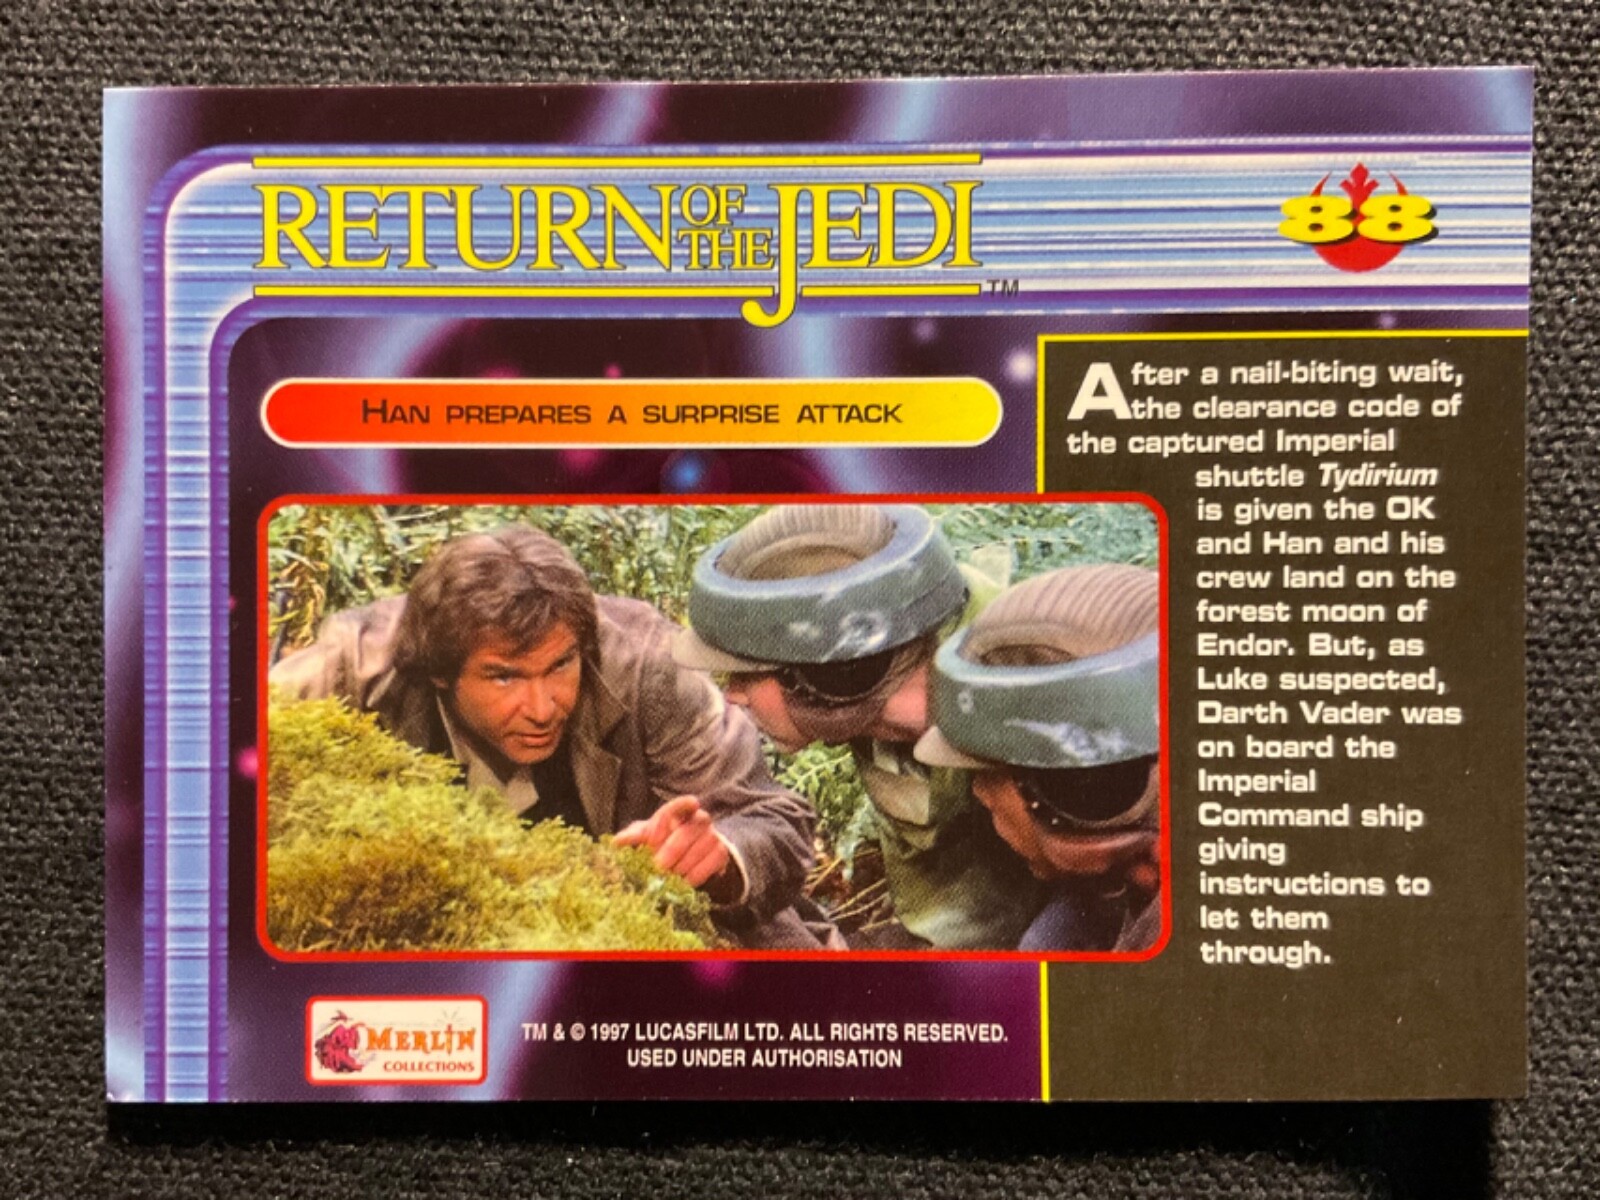 RETURN OF THE JEDI ™
88
HAN PREPARES A SURPRISE ATTACK
After a nail-biting wait,
the clearance code of
the captured Imperial
shuttle Tydirium
is given the OK
and Han and his
crew land on the
forest moon of
Endor. But, as
Luke suspected,
Darth Vader was
on board the
Imperial
Command ship
giving
instructions to
let them
through.
MERLIN
COLLECTIONS
TM & © 1997 LUCASFILM LTD. ALL RIGHTS RESERVED.
USED UNDER AUTHORISATION